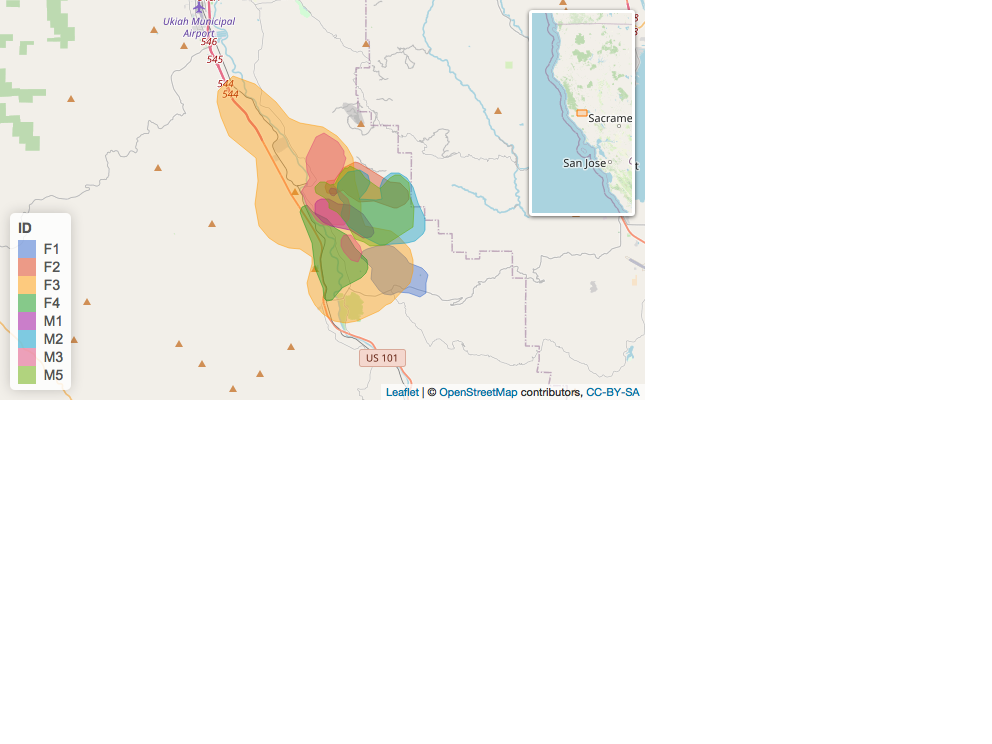 Ukiah Municipal
Airport
546
545
544
544
Sacrame
San Jose
ID
F1
F2
F3
F4
M1
M2
M3
M5
US 101
Leaflet | © OpenStreetMap contributors, CC-BY-SA